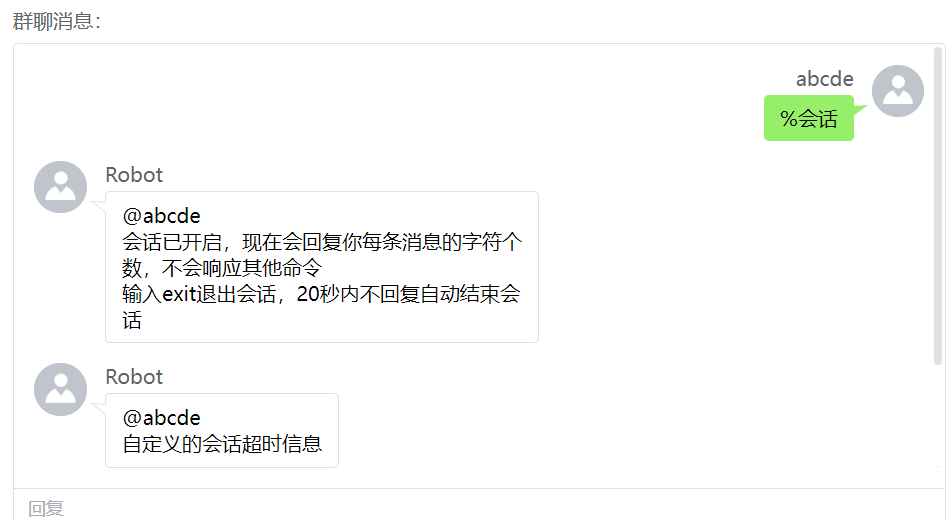 群聊消息：
abcde
%会话
Robot
@abcde
会话已开启，现在会回复你每条消息的字符个
数，不会响应其他命令
输入exit退出会话，20秒内不回复自动结束会
话
Robot
@abcde
自定义的会话超时信息
回复